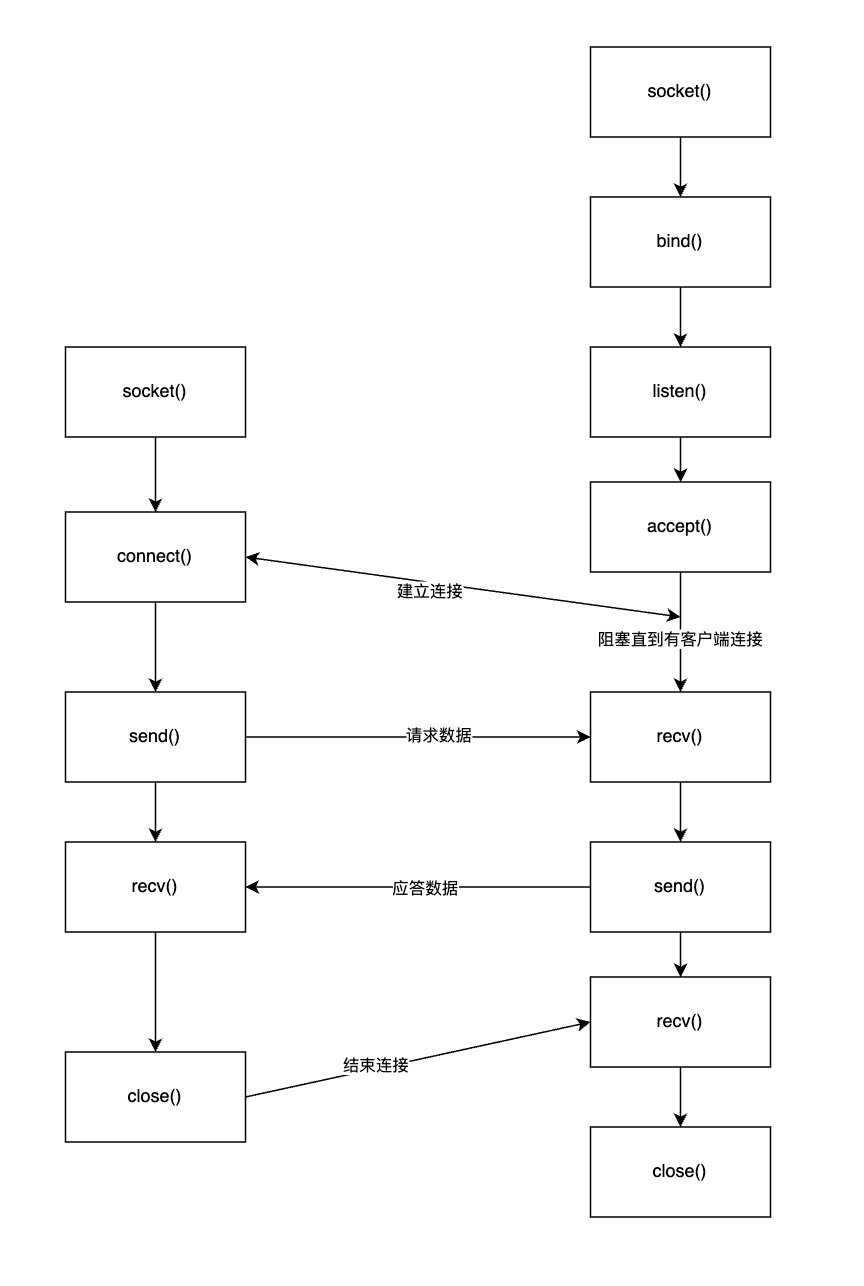 socket()
bind()
socket()
listen()
accept()
connect()
建立连接
阻塞直到有客户端连接
send()
请求数据
recv()
recv()
应答数据
send()
recv()
结束连接
close()
close()